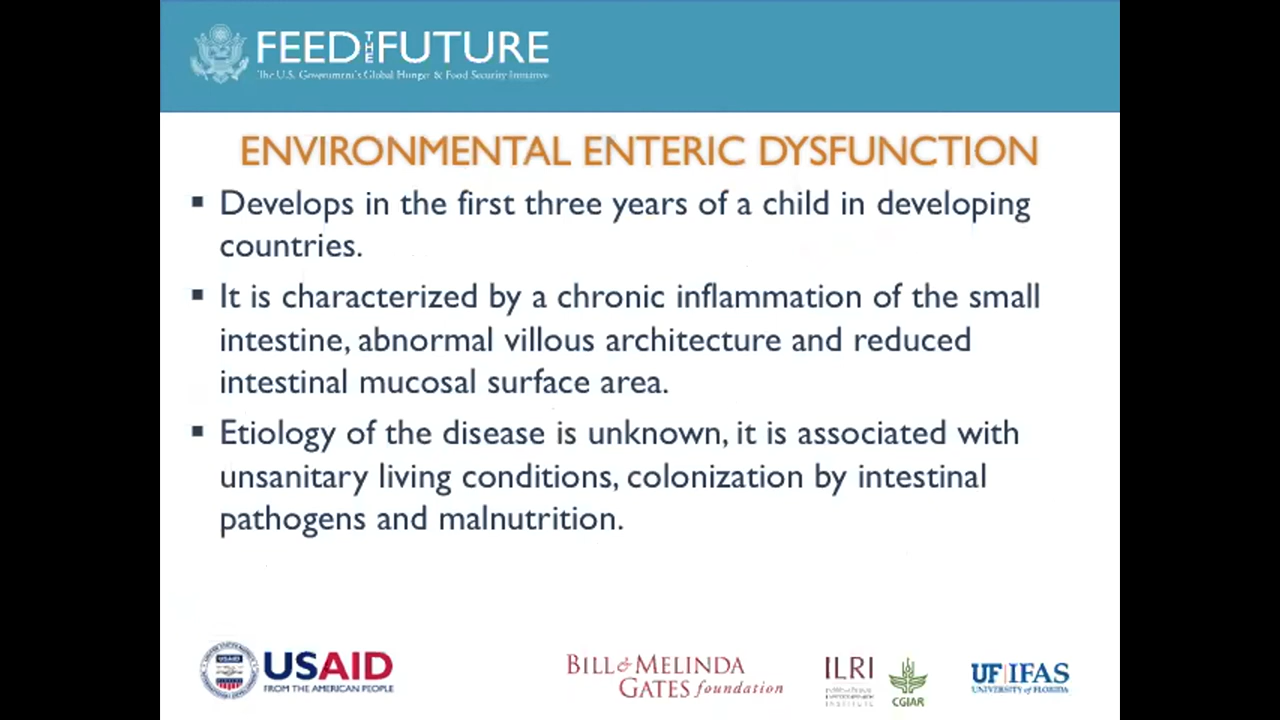 FEED THE FUTURE
The U.S. Government's Global Hunger & Food Security Initiative
ENVIRONMENTAL ENTERIC DYSFUNCTION
▪ Develops in the first three years of a child in developing
countries.
▪ It is characterized by a chronic inflammation of the small
intestine, abnormal villous architecture and reduced
intestinal mucosal surface area.
▪ Etiology of the disease is unknown, it is associated with
unsanitary living conditions, colonization by intestinal
pathogens and malnutrition.
USAID
FROM THE AMERICAN PEOPLE
BILL & MELINDA
GATES foundation
ILRI
INSTITUTE
CGIAR
UF IFAS
UNIVERSITY of FLORIDA